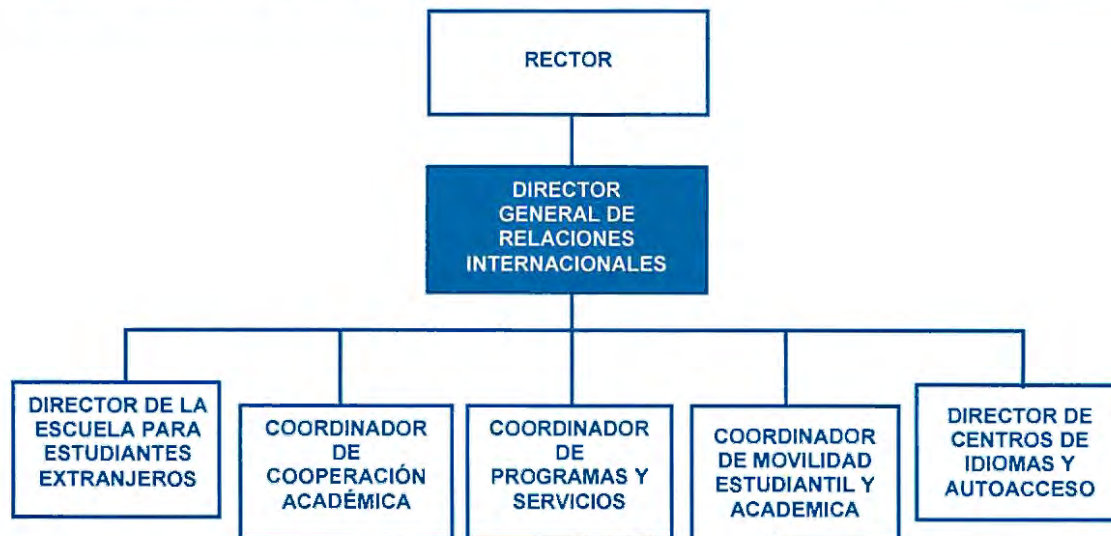 RECTOR
DIRECTOR
GENERAL DE
RELACIONES
INTERNACIONALES
DIRECTOR DE LA
ESCUELA PARA
ESTUDIANTES
EXTRANJEROS
COORDINADOR
DE
COOPERACIÓN
ACADÉMICA
COORDINADOR
DE
PROGRAMAS Y
SERVICIOS
COORDINADOR
DE MOVILIDAD
ESTUDIANTIL Y
ACADEMICA
DIRECTOR DE
CENTROS DE
IDIOMAS Y
AUTOACCESO